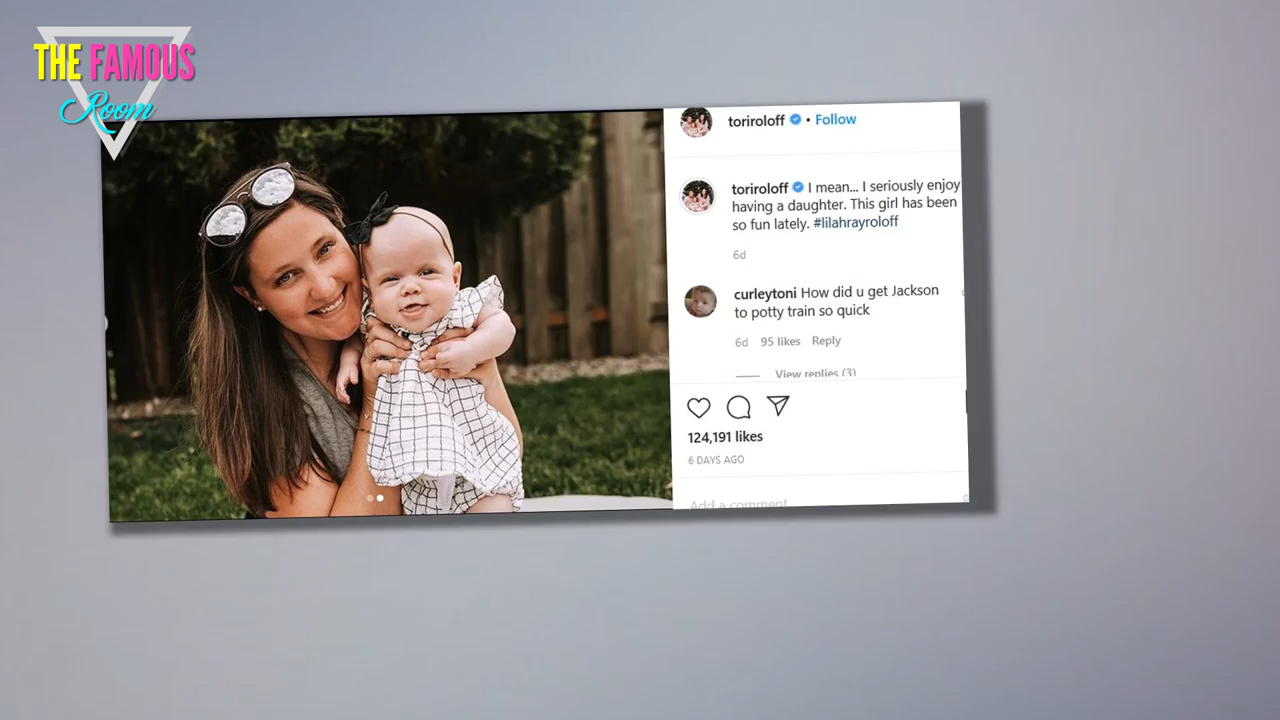 THE FAMOUS
Room
toriroloff • Follow
toriroloff I mean... I seriously enjoy
having a daughter. This girl has been
so fun lately. #lilahrayroloff
6d
curleytoni How did u get Jackson
to potty train so quick
6d 95 likes Reply
View replies (3)
124,191 likes
6 DAYS AGO
Add a comment